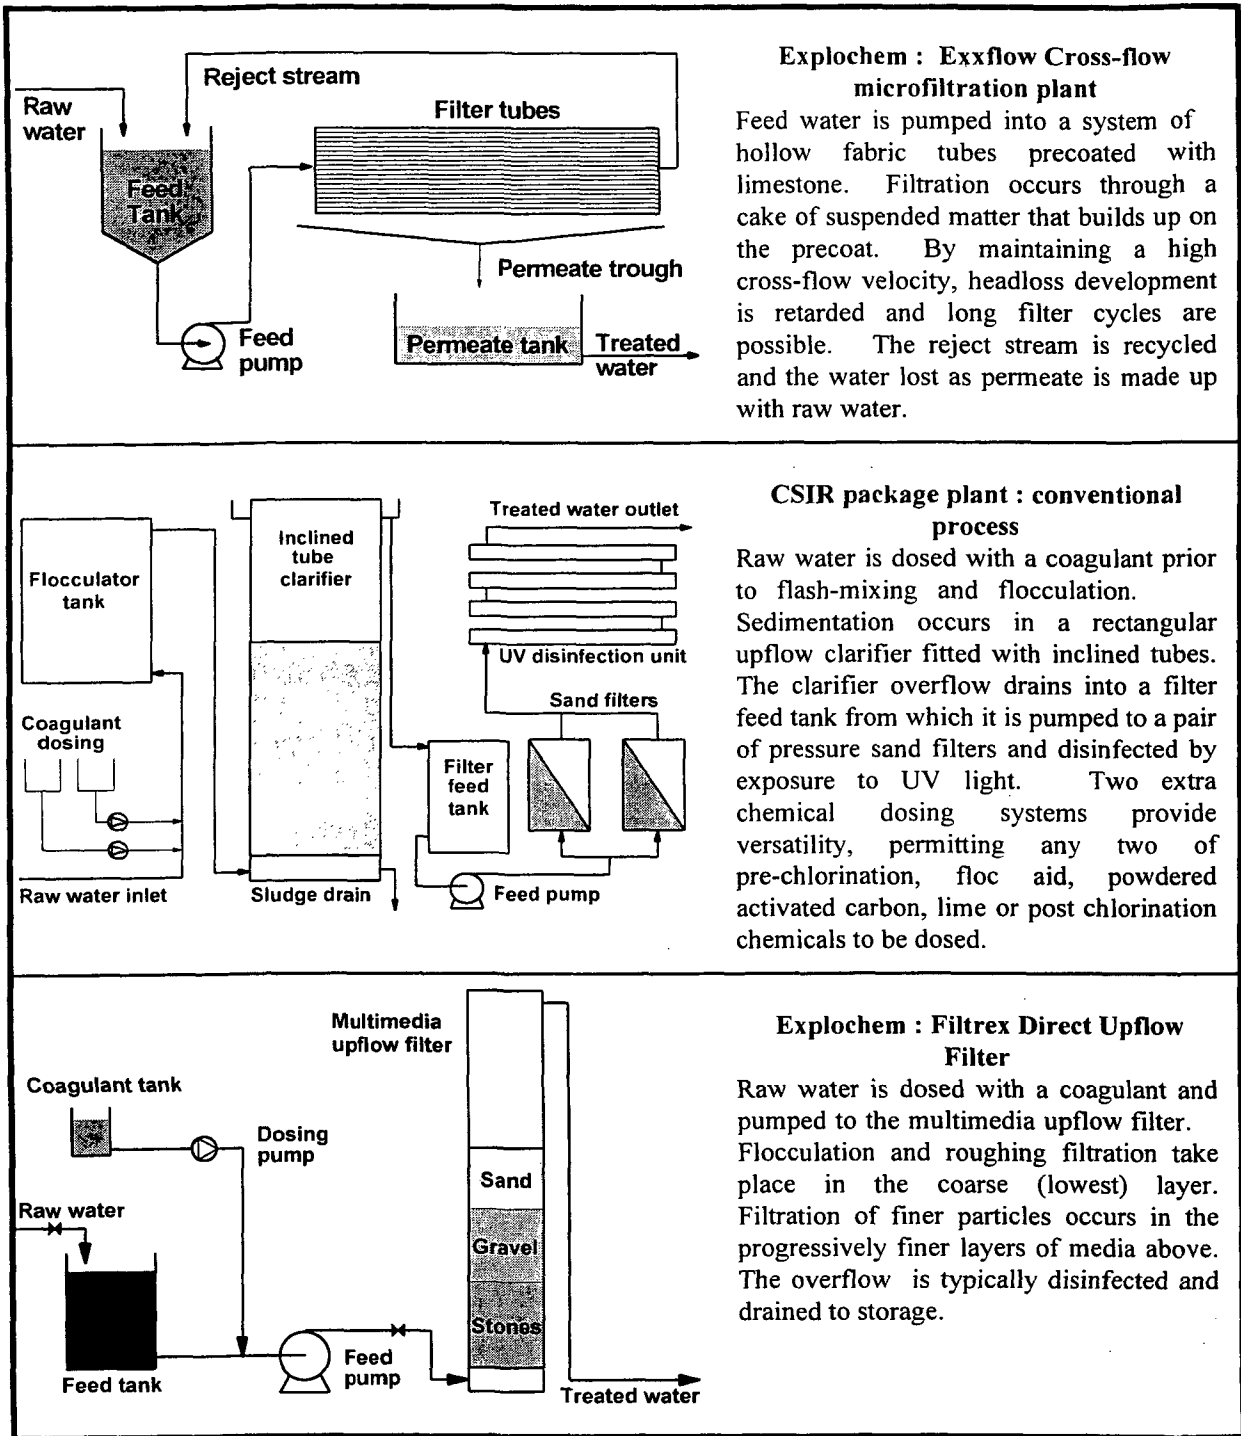 Reject stream
Raw
water
Filter tubes
Feed
Tank
Permeate trough
Feed
pump
Permeate tank
Treated
water
Explochem : Exxflow Cross-flow
microfiltration plant
Feed water is pumped into a system of
hollow fabric tubes precoated with
limestone. Filtration occurs through a
cake of suspended matter that builds up on
the precoat. By maintaining a high
cross-flow velocity, headloss development
is retarded and long filter cycles are
possible. The reject stream is recycled
and the water lost as permeate is made up
with raw water.
Flocculator
tank
Coagulant
dosing
Raw water inlet
Inclined
tube
clarifier
Sludge drain
Treated water outlet
UV disinfection unit
Sand filters
Filter
feed
tank
Feed pump
CSIR package plant : conventional
process
Raw water is dosed with a coagulant prior
to flash-mixing and flocculation.
Sedimentation occurs in a rectangular
upflow clarifier fitted with inclined tubes.
The clarifier overflow drains into a filter
feed tank from which it is pumped to a pair
of pressure sand filters and disinfected by
exposure to UV light. Two extra
chemical dosing systems provide
versatility, permitting any two of
pre-chlorination, floc aid, powdered
activated carbon, lime or post chlorination
chemicals to be dosed.
Multimedia
upflow filter
Coagulant tank
Dosing
pump
Raw water
Feed tank
Feed
pump
Sand
Gravel
Stones
Treated water
Explochem : Filtrex Direct Upflow
Filter
Raw water is dosed with a coagulant and
pumped to the multimedia upflow filter.
Flocculation and roughing filtration take
place in the coarse (lowest) layer.
Filtration of finer particles occurs in the
progressively finer layers of media above.
The overflow is typically disinfected and
drained to storage.